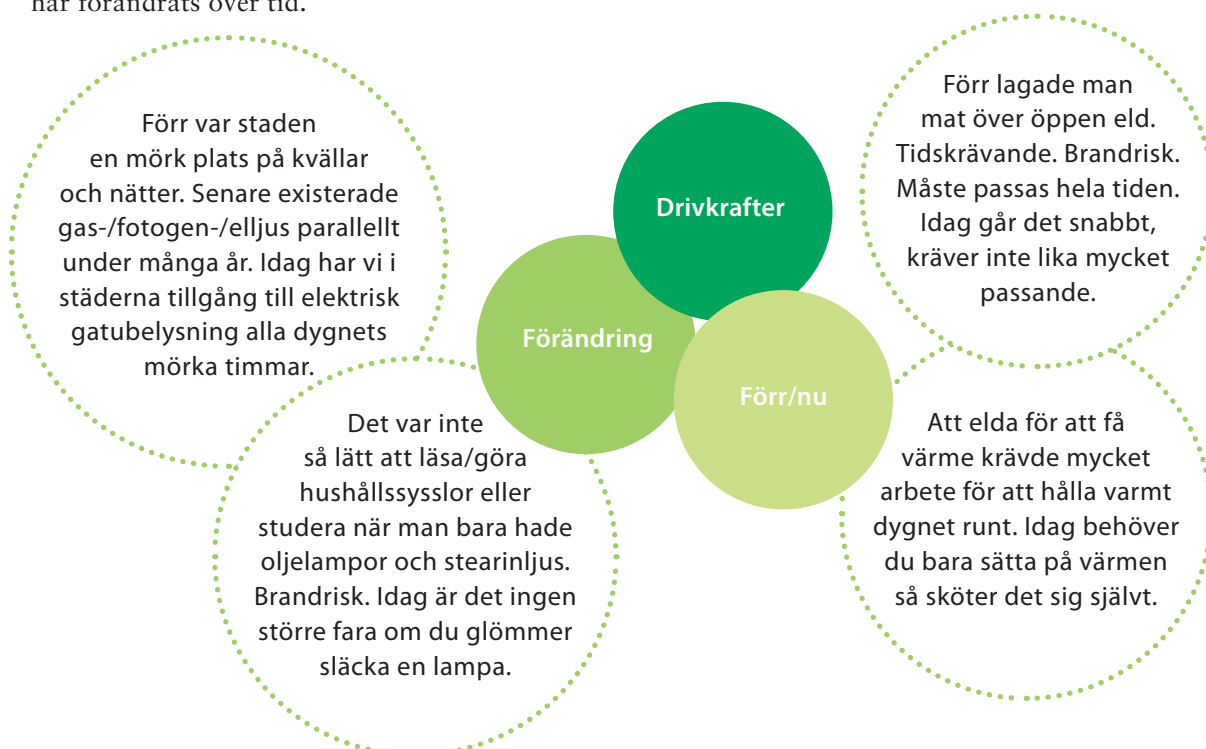 har förändrats över tid.
Förr var staden
en mörk plats på kvällar
och nätter. Senare existerade
gas-/fotogen-/elljus parallellt
under många år. Idag har vi i
städerna tillgång till elektrisk
gatubelysning alla dygnets
mörka timmar.
Det var inte
så lätt att läsa/göra
hushållssysslor eller
studera när man bara hade
oljelampor och stearinljus.
Brandrisk. Idag är det ingen
större fara om du glömmer
släcka en lampa.
Drivkrafter
Förändring
Förr/nu
Förr lagade man
mat över öppen eld.
Tidskrävande. Brandrisk.
Måste passas hela tiden.
Idag går det snabbt,
kräver inte lika mycket
passande.
Att elda för att få
värme krävde mycket
arbete för att hålla varmt
dygnet runt. Idag behöver
du bara sätta på värmen
så sköter det sig självt.